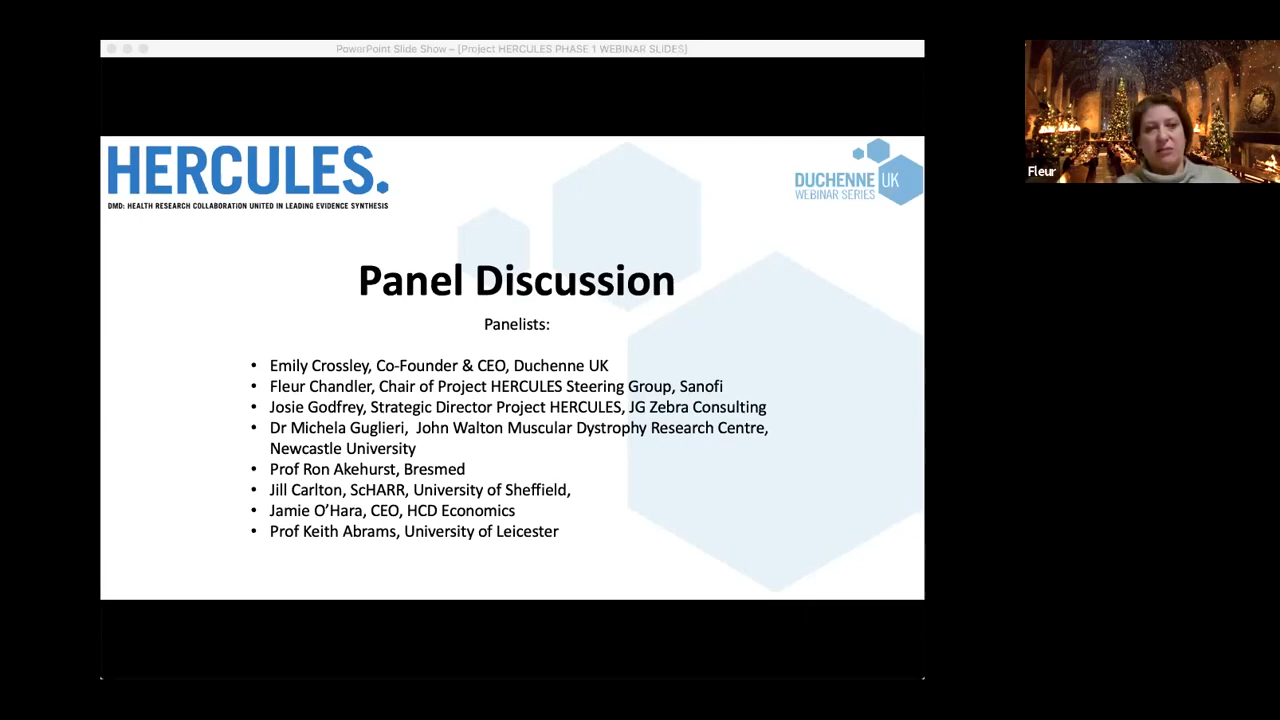 PowerPoint Slide Show – [Project HERCULES PHASE 1 WEBINAR SLIDES]
HERCULES.
DMD: HEALTH RESEARCH COLLABORATION UNITED IN LEADING EVIDENCE SYNTHESIS
DUCHENNE UK
WEBINAR SERIES
Fleur
Panel Discussion
Panelists:
• Emily Crossley, Co-Founder & CEO, Duchenne UK
• Fleur Chandler, Chair of Project HERCULES Steering Group, Sanofi
• Josie Godfrey, Strategic Director Project HERCULES, JG Zebra Consulting
• Dr Michela Guglieri, John Walton Muscular Dystrophy Research Centre,
Newcastle University
• Prof Ron Akehurst, Bresmed
• Jill Carlton, ScHARR, University of Sheffield,
• Jamie O’Hara, CEO, HCD Economics
• Prof Keith Abrams, University of Leicester